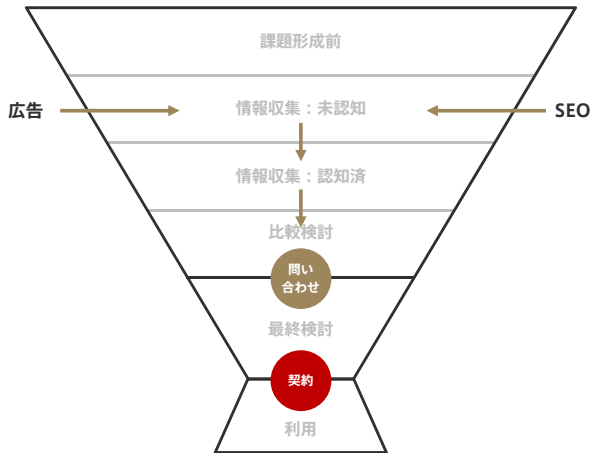 課題形成前
広告
情報収集：未認知
SEO
情報収集：認知済
比較検討
問い
合わせ
最終検討
契約
利用